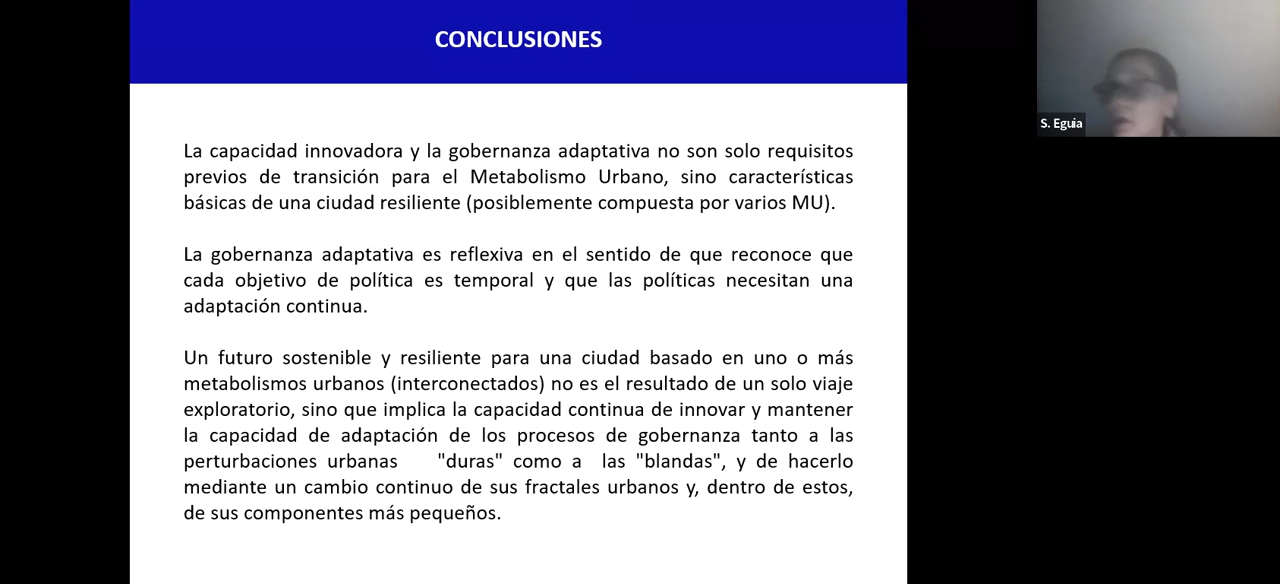 CONCLUSIONES
S. Eguia
La capacidad innovadora y la gobernanza adaptativa no son solo requisitos
previos de transición para el Metabolismo Urbano, sino características
básicas de una ciudad resiliente (posiblemente compuesta por varios MU).
La gobernanza adaptativa es reflexiva en el sentido de que reconoce que
cada objetivo de política es temporal y que las políticas necesitan una
adaptación continua.
Un futuro sostenible y resiliente para una ciudad basado en uno o más
metabolismos urbanos (interconectados) no es el resultado de un solo viaje
exploratorio, sino que implica la capacidad continua de innovar y mantener
la capacidad de adaptación de los procesos de gobernanza tanto a las
perturbaciones urbanas "duras" como a las "blandas", y de hacerlo
mediante un cambio continuo de sus fractales urbanos y, dentro de estos,
de sus componentes más pequeños.